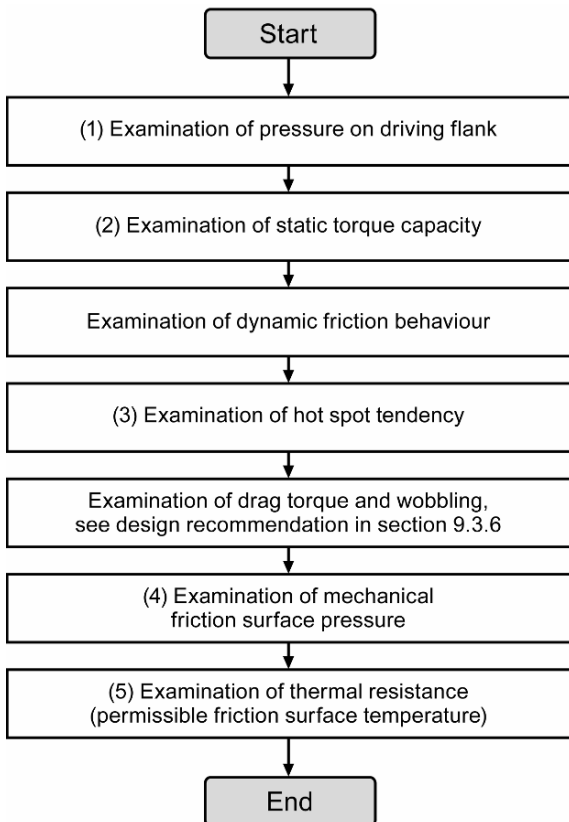 Start
(1) Examination of pressure on driving flank
(2) Examination of static torque capacity
Examination of dynamic friction behaviour
(3) Examination of hot spot tendency
Examination of drag torque and wobbling,
see design recommendation in section 9.3.6
(4) Examination of mechanical
friction surface pressure
(5) Examination of thermal resistance
(permissible friction surface temperature)
End